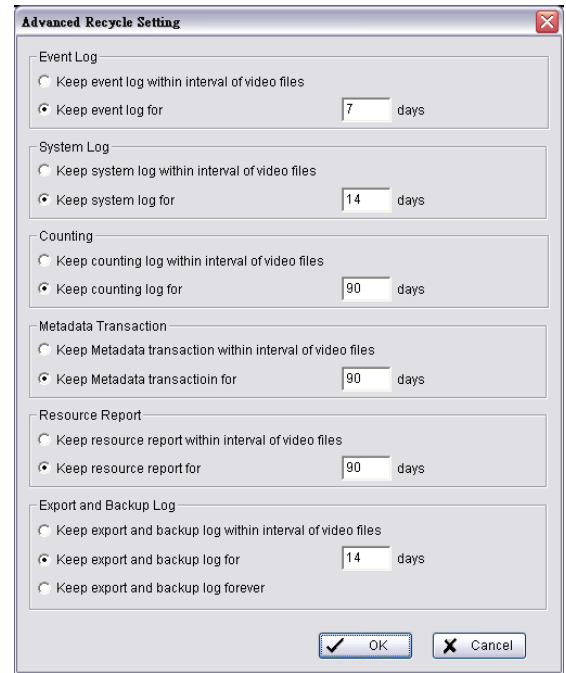 Advanced Recycle Setting
Event Log
Keep event log within interval of video files
Keep event log for 7 days
System Log
Keep system log within interval of video files
Keep system log for 14 days
Counting
Keep counting log within interval of video files
Keep counting log for 90 days
Metadata Transaction
Keep Metadata transaction within interval of video files
Keep Metadata transactioin for 90 days
Resource Report
Keep resource report within interval of video files
Keep resource report for 90 days
Export and Backup Log
Keep export and backup log within interval of video files
Keep export and backup log for 14 days
Keep export and backup log forever
OK Cancel